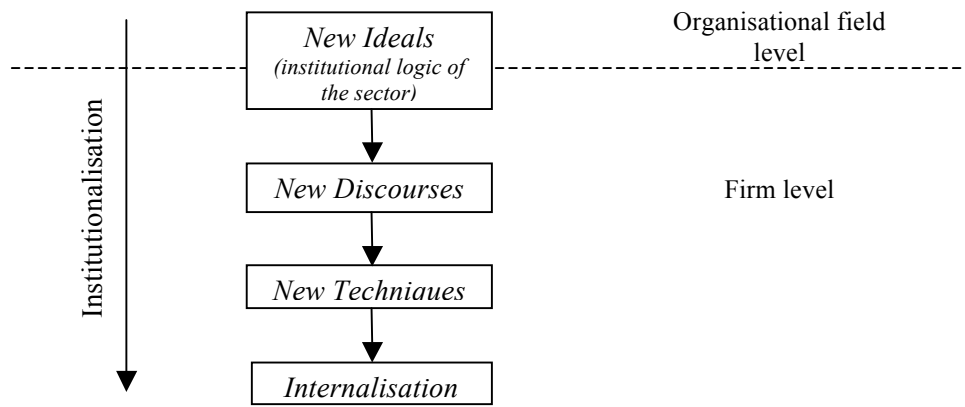 New Ideals
(institutional logic of
the sector)
Organisational field
level
Institutionalisation
New Discourses
Firm level
New Techniaues
Internalisation